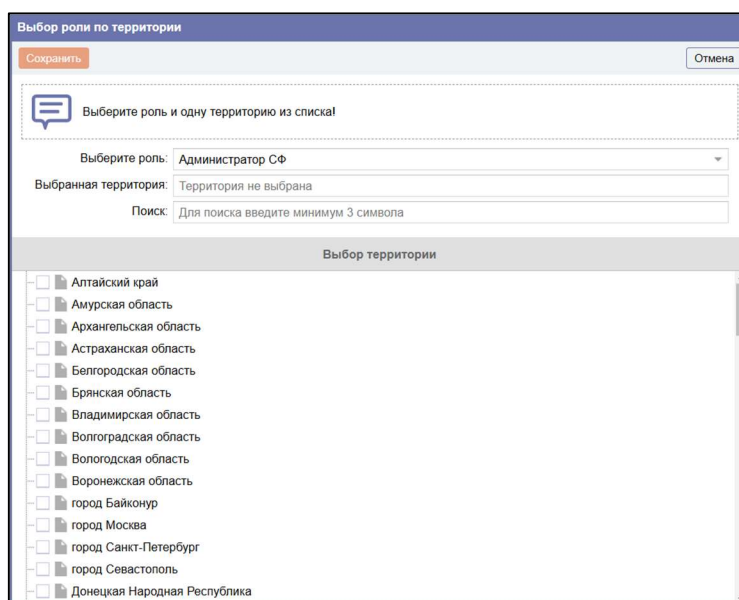 Выбор роли по территории
Сохранить
Отмена
Выберите роль и одну территорию из списка!
Выберите роль: Администратор СФ
Выбранная территория: Территория не выбрана
Поиск: Для поиска введите минимум 3 символа
Выбор территории
Алтайский край
Амурская область
Архангельская область
Астраханская область
Белгородская область
Брянская область
Владимирская область
Волгоградская область
Вологодская область
Воронежская область
город Байконур
город Москва
город Санкт-Петербург
город Севастополь
Донецкая Народная Республика